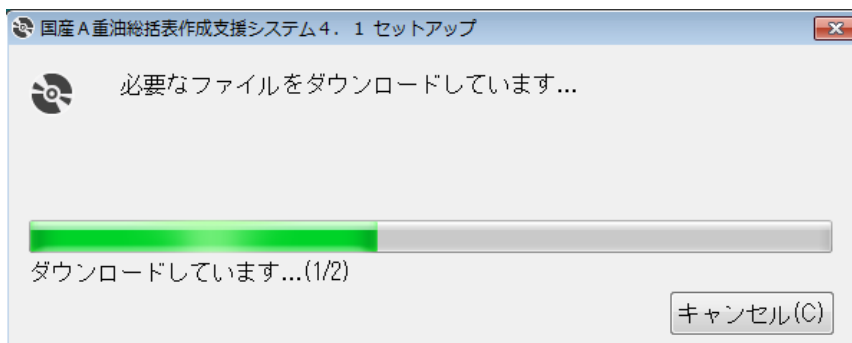 国産Ａ重油総括表作成支援システム４．１ セットアップ
必要なファイルをダウンロードしています...
ダウンロードしています...(1/2)
キャンセル(C)